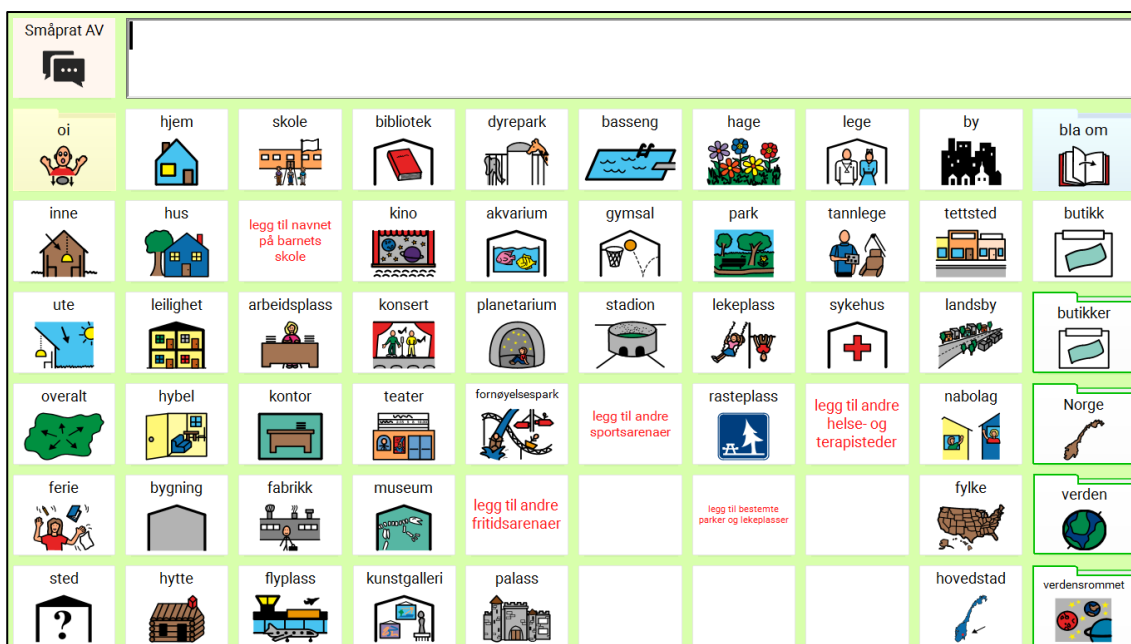 Småprat AV
oi
hjem
skole
bibliotek
dyrepark
basseng
hage
lege
by
bla om
inne
hus
legg til navnet
på barnets
skole
kino
akvarium
gymsal
park
tannlege
tettsted
butikk
ute
leilighet
arbeidsplass
konsert
planetarium
stadion
lekeplass
sykehus
landsby
butikker
overalt
hybel
kontor
teater
fornøyelsespark
legg til andre
sportsarenaer
rasteplass
legg til andre
helse- og
terapisteder
nabolag
Norge
ferie
bygning
fabrikk
museum
legg til andre
fritidsarenaer
legg til bestemte
parker og lekeplasser
fylke
verden
sted
?
hytte
flyplass
kunstgalleri
palass
hovedstad
verdensrommet